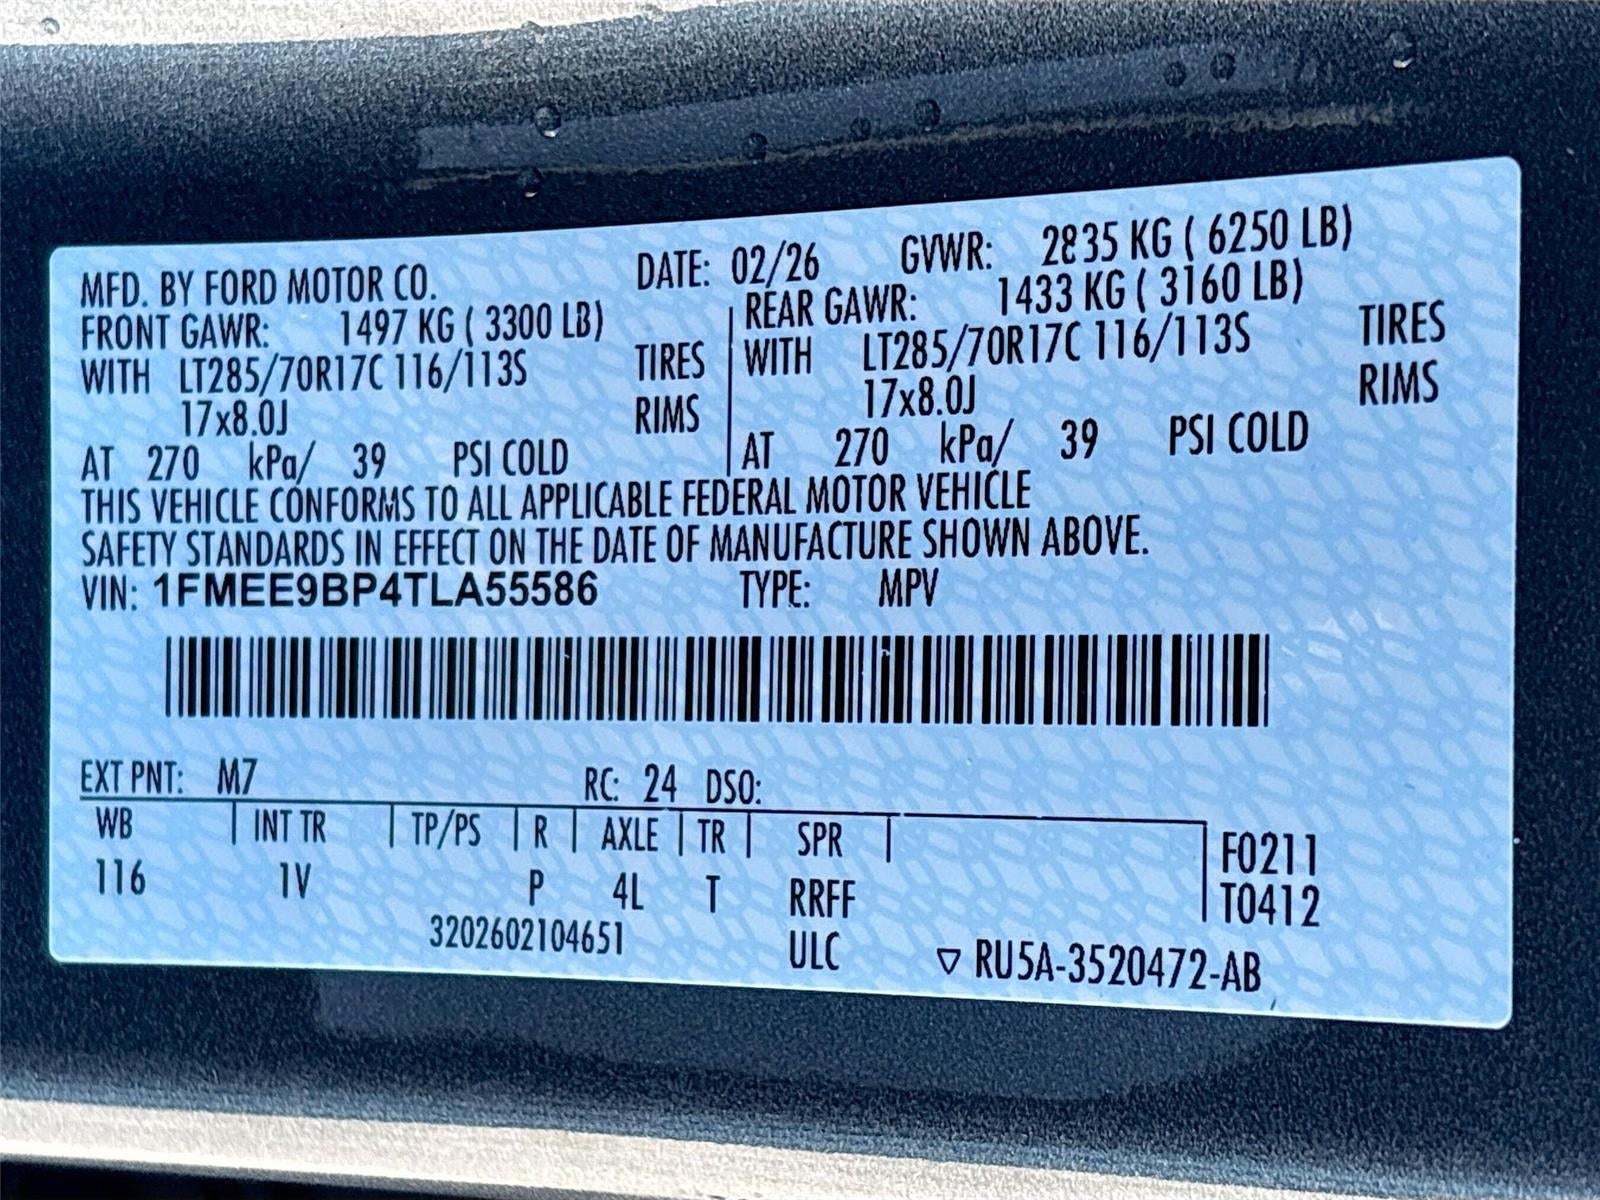 MFD. BY FORD MOTOR CO. DATE: 02/26 GVWR: 2835 KG ( 6250 LB)
FRONT GAWR: 1497 KG ( 3300 LB) REAR GAWR: 1433 KG ( 3160 LB)
WITH LT285/70R17C 116/113S TIRES WITH LT285/70R17C 116/113S TIRES
17x8.0J RIMS 17x8.0J RIMS
AT 270 kPa/ 39 PSI COLD AT 270 kPa/ 39 PSI COLD
THIS VEHICLE CONFORMS TO ALL APPLICABLE FEDERAL MOTOR VEHICLE
SAFETY STANDARDS IN EFFECT ON THE DATE OF MANUFACTURE SHOWN ABOVE.
VIN: 1FMEE9BP4TLA55586 TYPE: MPV
EXT PNT: M7 RC: 24 DSO:
WB INT TR TP/PS R AXLE TR SPR F0211
116 1V P 4L T RRFF T0412
3202602104651 ULC ▽ RU5A-3520472-AB